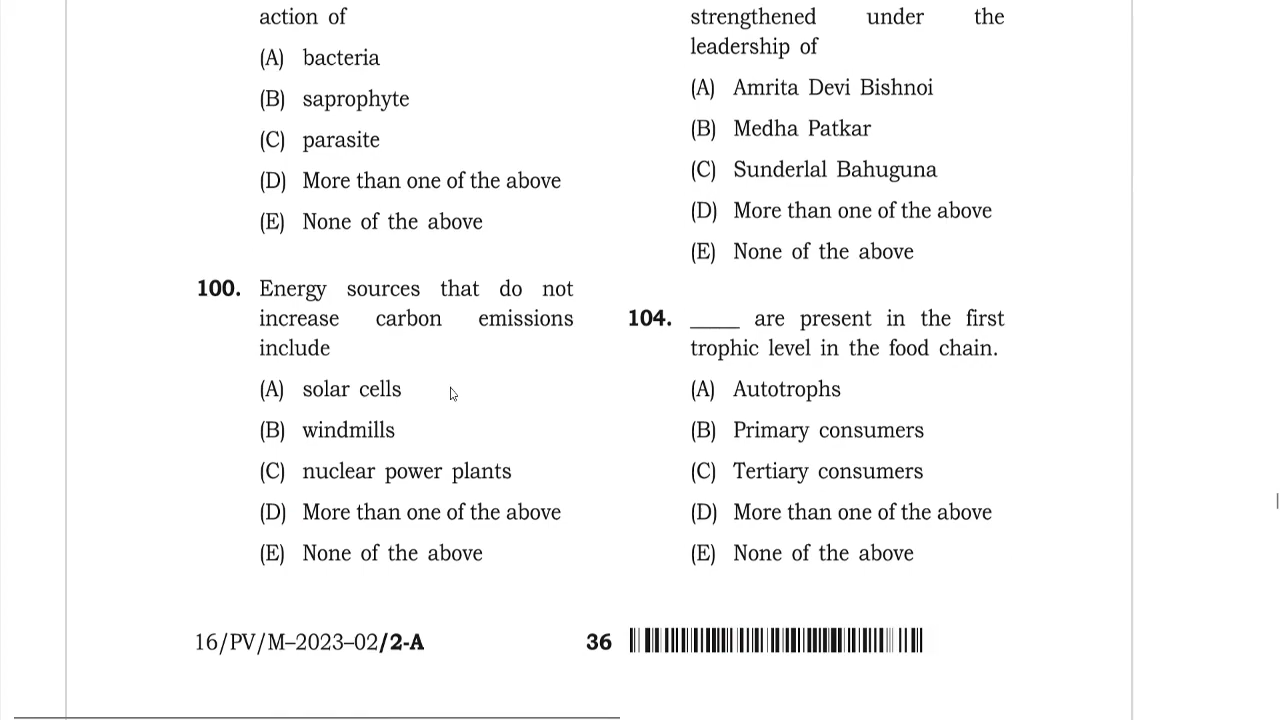 action of
(A) bacteria
(B) saprophyte
(C) parasite
(D) More than one of the above
(E) None of the above
100. Energy sources that do not
increase carbon emissions
include
(A) solar cells
(B) windmills
(C) nuclear power plants
(D) More than one of the above
(E) None of the above
strengthened under the
leadership of
(A) Amrita Devi Bishnoi
(B) Medha Patkar
(C) Sunderlal Bahuguna
(D) More than one of the above
(E) None of the above
104. _____ are present in the first
trophic level in the food chain.
(A) Autotrophs
(B) Primary consumers
(C) Tertiary consumers
(D) More than one of the above
(E) None of the above
16/PV/M–2023–02/2-A
36